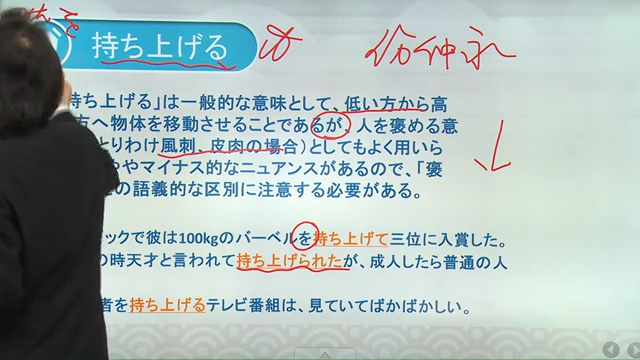 持ち上げる 伤仲永
持ち上げる」は一般的な意味として、低い方から高
方へ物体を移動させることであるが、人を褒める意
とりわけ風刺、皮肉の場合）としてもよく用いら
ややマイナス的なニュアンスがあるので、「褒
の語義的な区別に注意する必要がある。
ックで彼は100kgのバーベルを持ち上げて三位に入賞した。
の時天才と言われて持ち上げられたが、成人したら普通の人
者を持ち上げるテレビ番組は、見ていてばかばかしい。